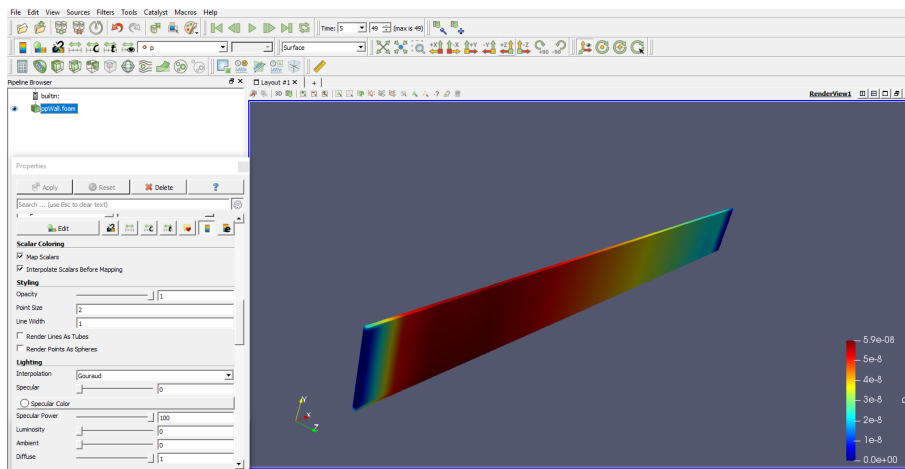 File Edit View Sources Filters Tools Catalyst Macros Help
Time: 5 49 (max is 49)
p Surface
Pipeline Browser
Layout #1 × +
builtin:
ppWall.foam
3D
RenderView1
Properties
Apply Reset Delete ?
Search ... (use Esc to clear text)
Edit
Scalar Coloring
Map Scalars
Interpolate Scalars Before Mapping
Styling
Opacity 1
Point Size 2
Line Width 1
Render Lines As Tubes
Render Points As Spheres
Lighting
Interpolation Gouraud
Specular 0
Specular Color
Specular Power 100
Luminosity 0
Ambient 0
Diffuse 1
Y
X
Z
5.9e-08
5e-8
4e-8
3e-8
2e-8
1e-8
0.0e+00